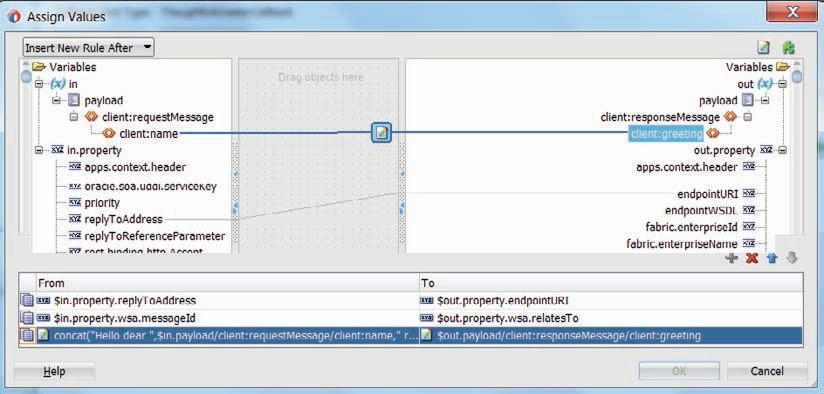 Assign Values
Insert New Rule After
Variables
(x) in
payload
client:requestMessage
client:name
in.property
apps.context.header
oracle.soa.uddi.serviceKey
priority
replyToAddress
replyToReferenceParameter
rest.binding.http.Accept
Drag objects here
Variables
out (x)
payload
client:responseMessage
client:greeting
out.property
apps.context.header
endpointURI
endpointWSDL
fabric.enterpriseId
fabric.enterpriseName
From To
XYZ $in.property.replyToAddress XYZ $out.property.endpointURI
XYZ $in.property.wsa.messageId XYZ $out.property.wsa.relatesTo
concat("Hello dear ",$in.payload/client:requestMessage/client:name," r... $out.payload/client:responseMessage/client:greeting
Help OK Cancel